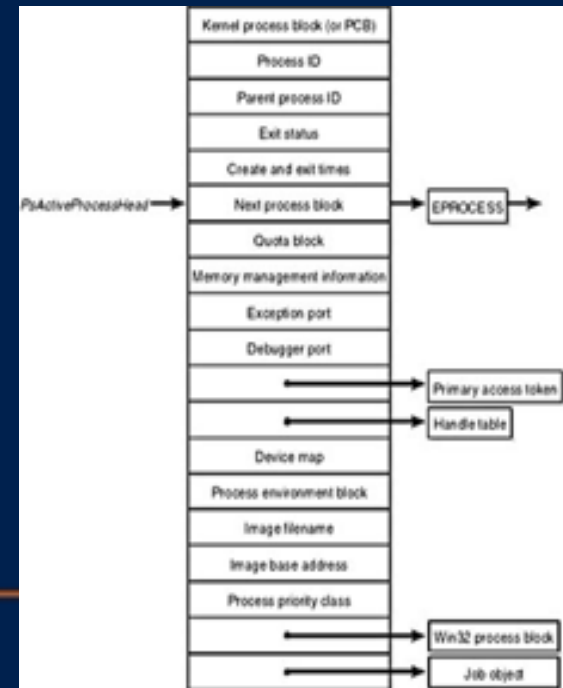 Kernel process block (or PCB)
Process ID
Parent process ID
Exit status
Create and exit times
PsActiveProcessHead
Next process block
EPROCESS
Quota block
Memory management information
Exception port
Debugger port
Primary access token
Handle table
Device map
Process environment block
Image filename
Image base address
Process priority class
Win32 process block
Job object